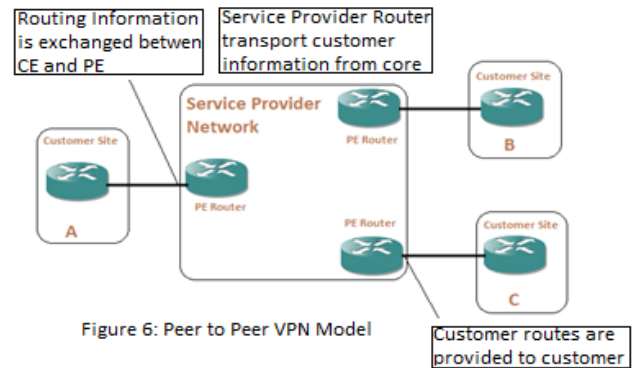 Routing Information
is exchanged betwen
CE and PE
Service Provider Router
transport customer
information from core
Service Provider
Network
Customer Site
A
PE Router
PE Router
PE Router
Customer Site
B
Customer Site
C
Customer routes are
provided to customer
Figure 6: Peer to Peer VPN Model